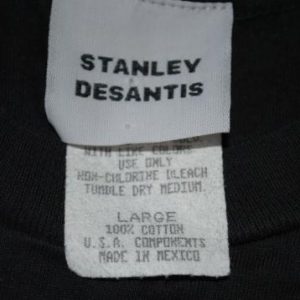 STANLEY
DESANTIS
WITH LIKE COLORS
USE ONLY
NON-CHLORINE BLEACH
TUMBLE DRY MEDIUM.
LARGE
100% COTTON
U.S.A. COMPONENTS
MADE IN MEXICO